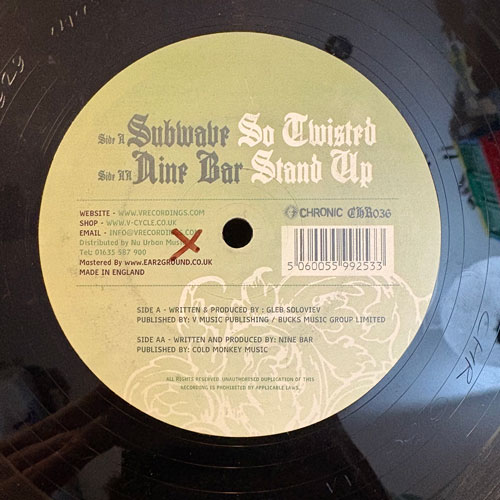 Side A Subwave So Twisted
Side AA Nine Bar Stand Up
WEBSITE - WWW.VRECORDINGS.COM
SHOP - WWW.V-CYCLE.CO.UK
EMAIL - INFO@VRECORDINGS.COM
Distributed by Nu Urban Music
Tel: 01635 587 900
Mastered By www.EAR2GROUND.CO.UK
MADE IN ENGLAND
CHRONIC CHR036
5 060055 992533
SIDE A - WRITTEN & PRODUCED BY : GLEB SOLOVIEV
PUBLISHED BY: V MUSIC PUBLISHING / BUCKS MUSIC GROUP LIMITED
SIDE AA - WRITTEN AND PRODUCED BY: NINE BAR
PUBLISHED BY: COLD MONKEY MUSIC
ALL RIGHTS RESERVED. UNAUTHORISED DUPLICATION OF THIS
RECORDING IS PROHIBITED BY APPLICABLE LAWS.
CHR